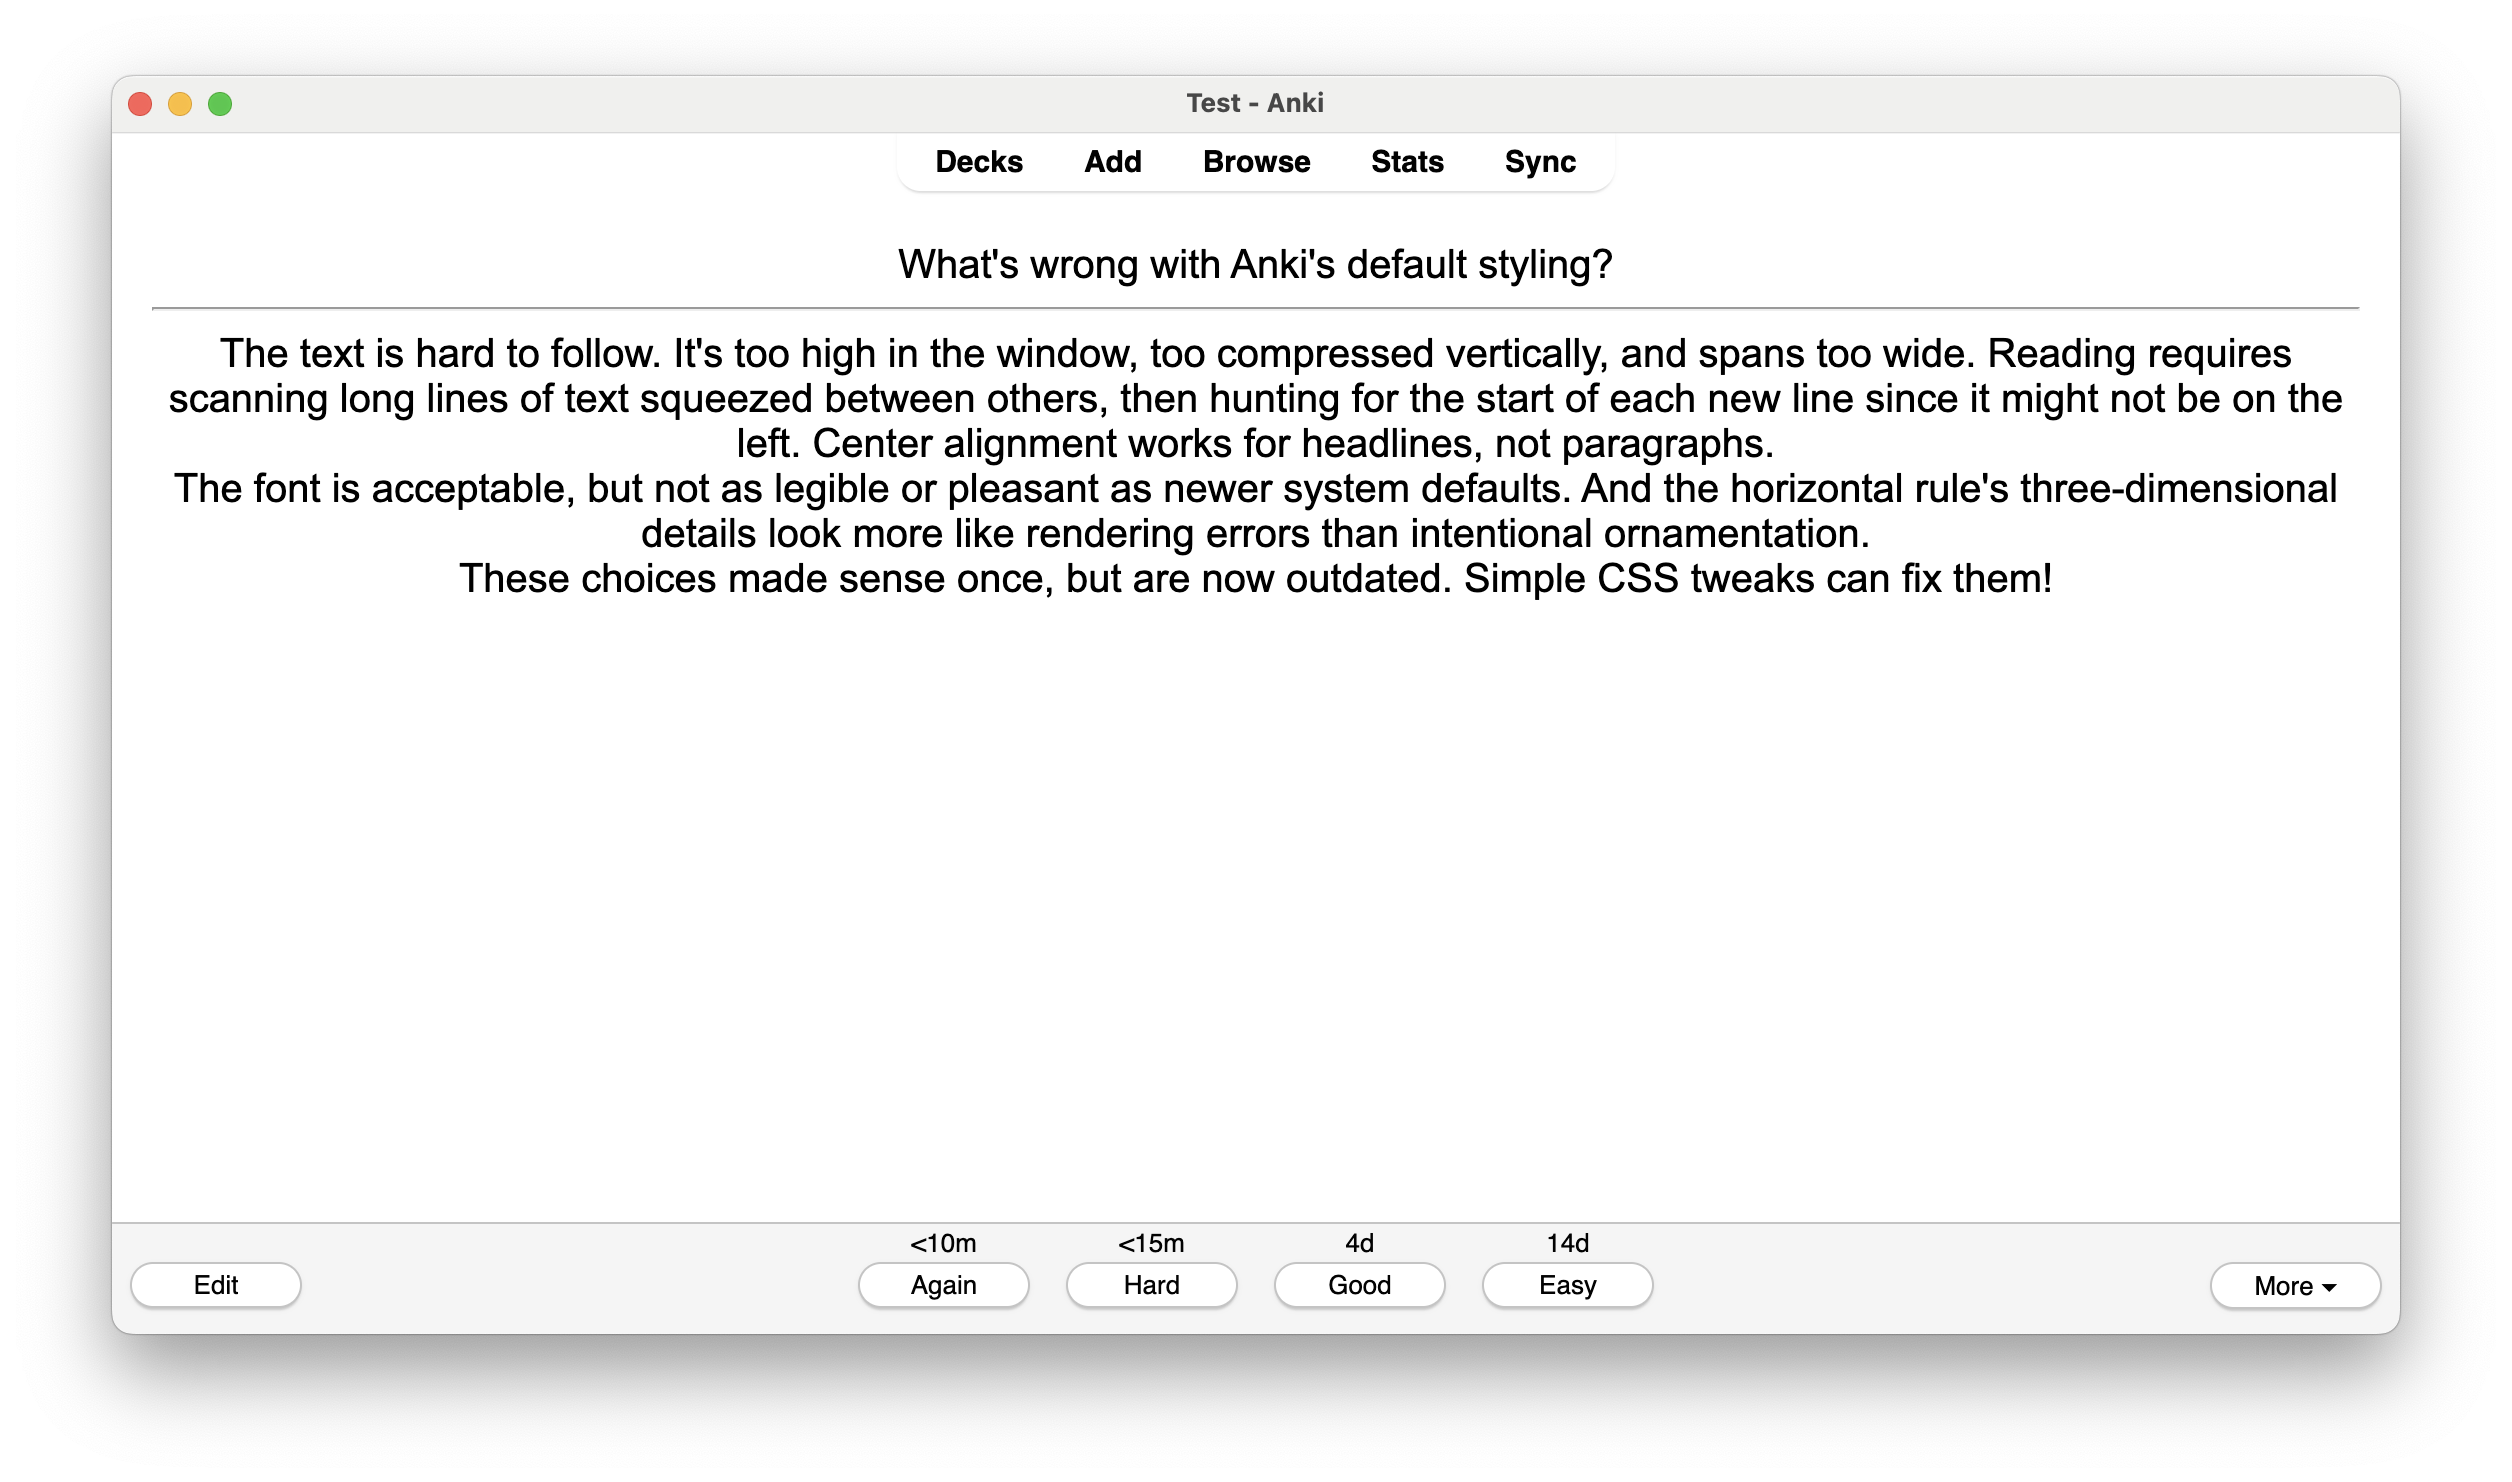 Test - Anki
Decks Add Browse Stats Sync
What's wrong with Anki's default styling?
The text is hard to follow. It's too high in the window, too compressed vertically, and spans too wide. Reading requires
scanning long lines of text squeezed between others, then hunting for the start of each new line since it might not be on the
left. Center alignment works for headlines, not paragraphs.
The font is acceptable, but not as legible or pleasant as newer system defaults. And the horizontal rule's three-dimensional
details look more like rendering errors than intentional ornamentation.
These choices made sense once, but are now outdated. Simple CSS tweaks can fix them!
<10m <15m 4d 14d
Edit Again Hard Good Easy More